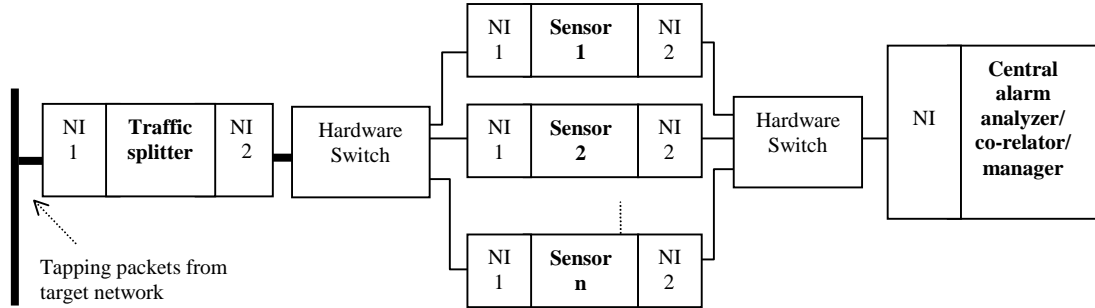 NI
1
Traffic
splitter
NI
2
Hardware
Switch
NI
1
Sensor
1
NI
2
NI
1
Sensor
2
NI
2
NI
1
Sensor
n
NI
2
Hardware
Switch
NI
Central
alarm
analyzer/
co-relator/
manager
Tapping packets from
target network